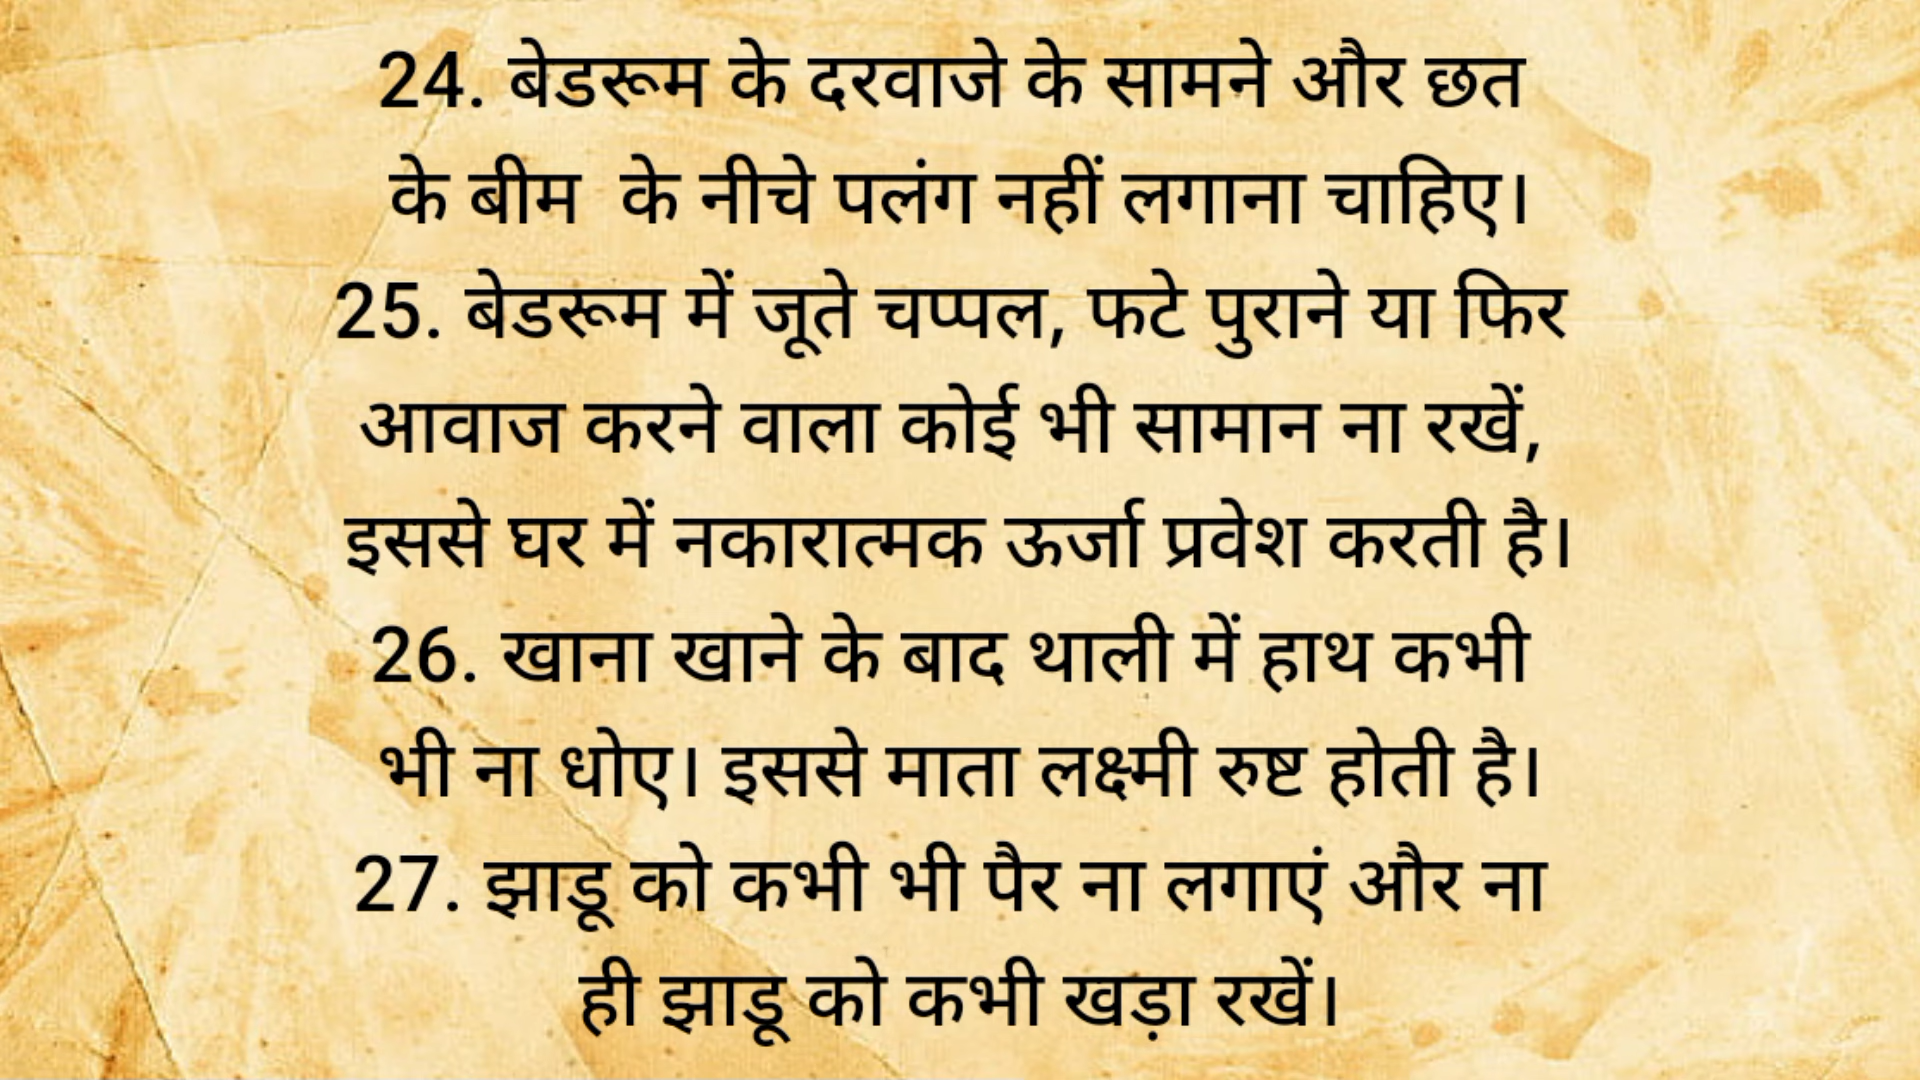 24. बेडरूम के दरवाजे के सामने और छत
के बीम  के नीचे पलंग नहीं लगाना चाहिए।
25. बेडरूम में जूते चप्पल, फटे पुराने या फिर
आवाज करने वाला कोई भी सामान ना रखें,
इससे घर में नकारात्मक ऊर्जा प्रवेश करती है।
26. खाना खाने के बाद थाली में हाथ कभी
भी ना धोए। इससे माता लक्ष्मी रुष्ट होती है।
27. झाडू को कभी भी पैर ना लगाएं और ना
ही झाडू को कभी खड़ा रखें।